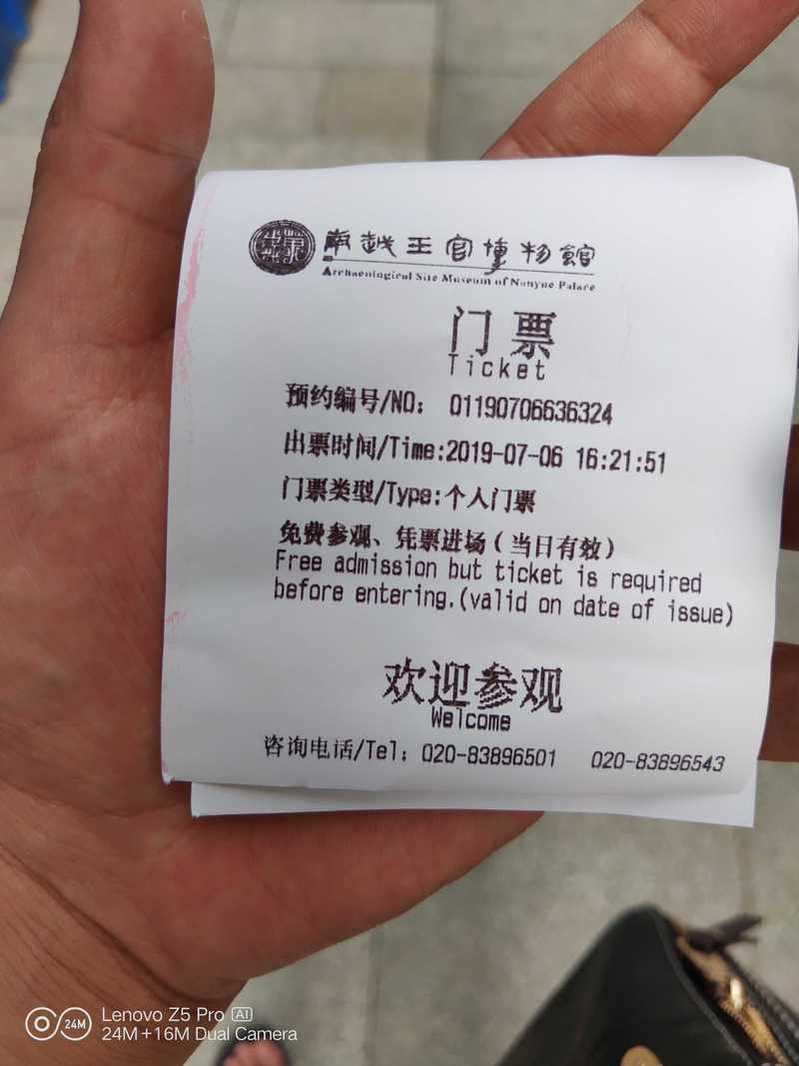 南越王宫博物館
Archaeological Site Museum of Nanyue Palace
门票
Ticket
预约编号/NO: 01190706636324
出票时间/Time:2019-07-06 16:21:51
门票类型/Type:个人门票
免费参观、凭票进场(当日有效)
Free admission but ticket is required
before entering.(valid on date of issue)
欢迎参观
Welcome
咨询电话/Tel: 020-83896501 020-83896543
24M
Lenovo Z5 Pro AI
24M+16M Dual Camera